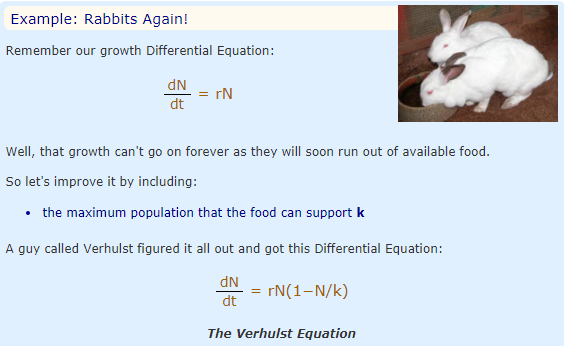 Example: Rabbits Again!
Remember our growth Differential Equation:
dN
dt
= rN
Well, that growth can't go on forever as they will soon run out of available food.
So let's improve it by including:
• the maximum population that the food can support k
A guy called Verhulst figured it all out and got this Differential Equation:
dN
dt
= rN(1−N/k)
The Verhulst Equation